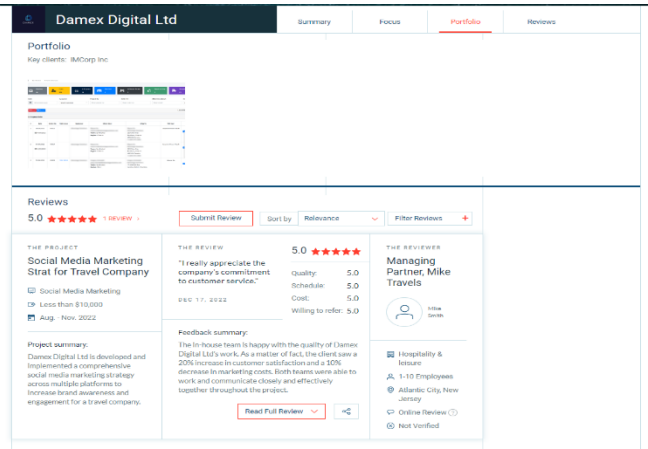 Damex Digital Ltd
Summary
Focus
Portfolio
Reviews
Portfolio
Key clients: IMCorp Inc
Reviews
5.0
1 REVIEW
Submit Review
Sort by
Relevance
Filter Reviews +
THE PROJECT
Social Media Marketing
Strat for Travel Company
Social Media Marketing
Less than $10,000
Aug. - Nov. 2022
Project summary:
Damex Digital Ltd is developed and
implemented a comprehensive
social media marketing strategy
across multiple platforms to
increase brand awareness and
engagement for a travel company.
THE REVIEW
"I really appreciate the
company's commitment
to customer service."
DEC 17, 2022
5.0
Quality: 5.0
Schedule: 5.0
Cost: 5.0
Willing to refer: 5.0
Feedback summary:
The in-house team is happy with the quality of Damex
Digital Ltd's work. As a matter of fact, the client saw a
20% increase in customer satisfaction and a 10%
decrease in marketing costs. Both teams were able to
work and communicate closely and effectively
together throughout the project.
Read Full Review
THE REVIEWER
Managing
Partner, Mike
Travels
Mike
Smith
Hospitality &
leisure
1-10 Employees
Atlantic City, New
Jersey
Online Review
Not Verified